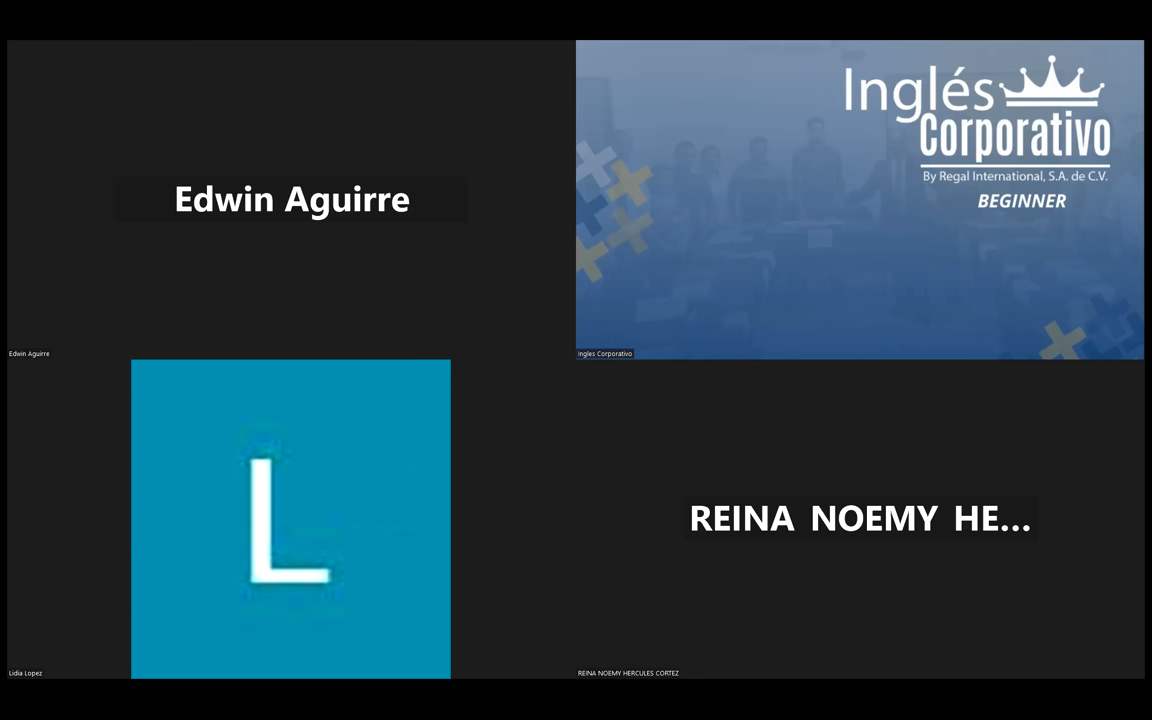 Edwin Aguirre
Edwin Aguirre
Inglés
Corporativo
By Regal International, S.A. de C.V.
BEGINNER
Ingles Corporativo
L
Lidia Lopez
REINA NOEMY HE...
REINA NOEMY HERCULES CORTEZ